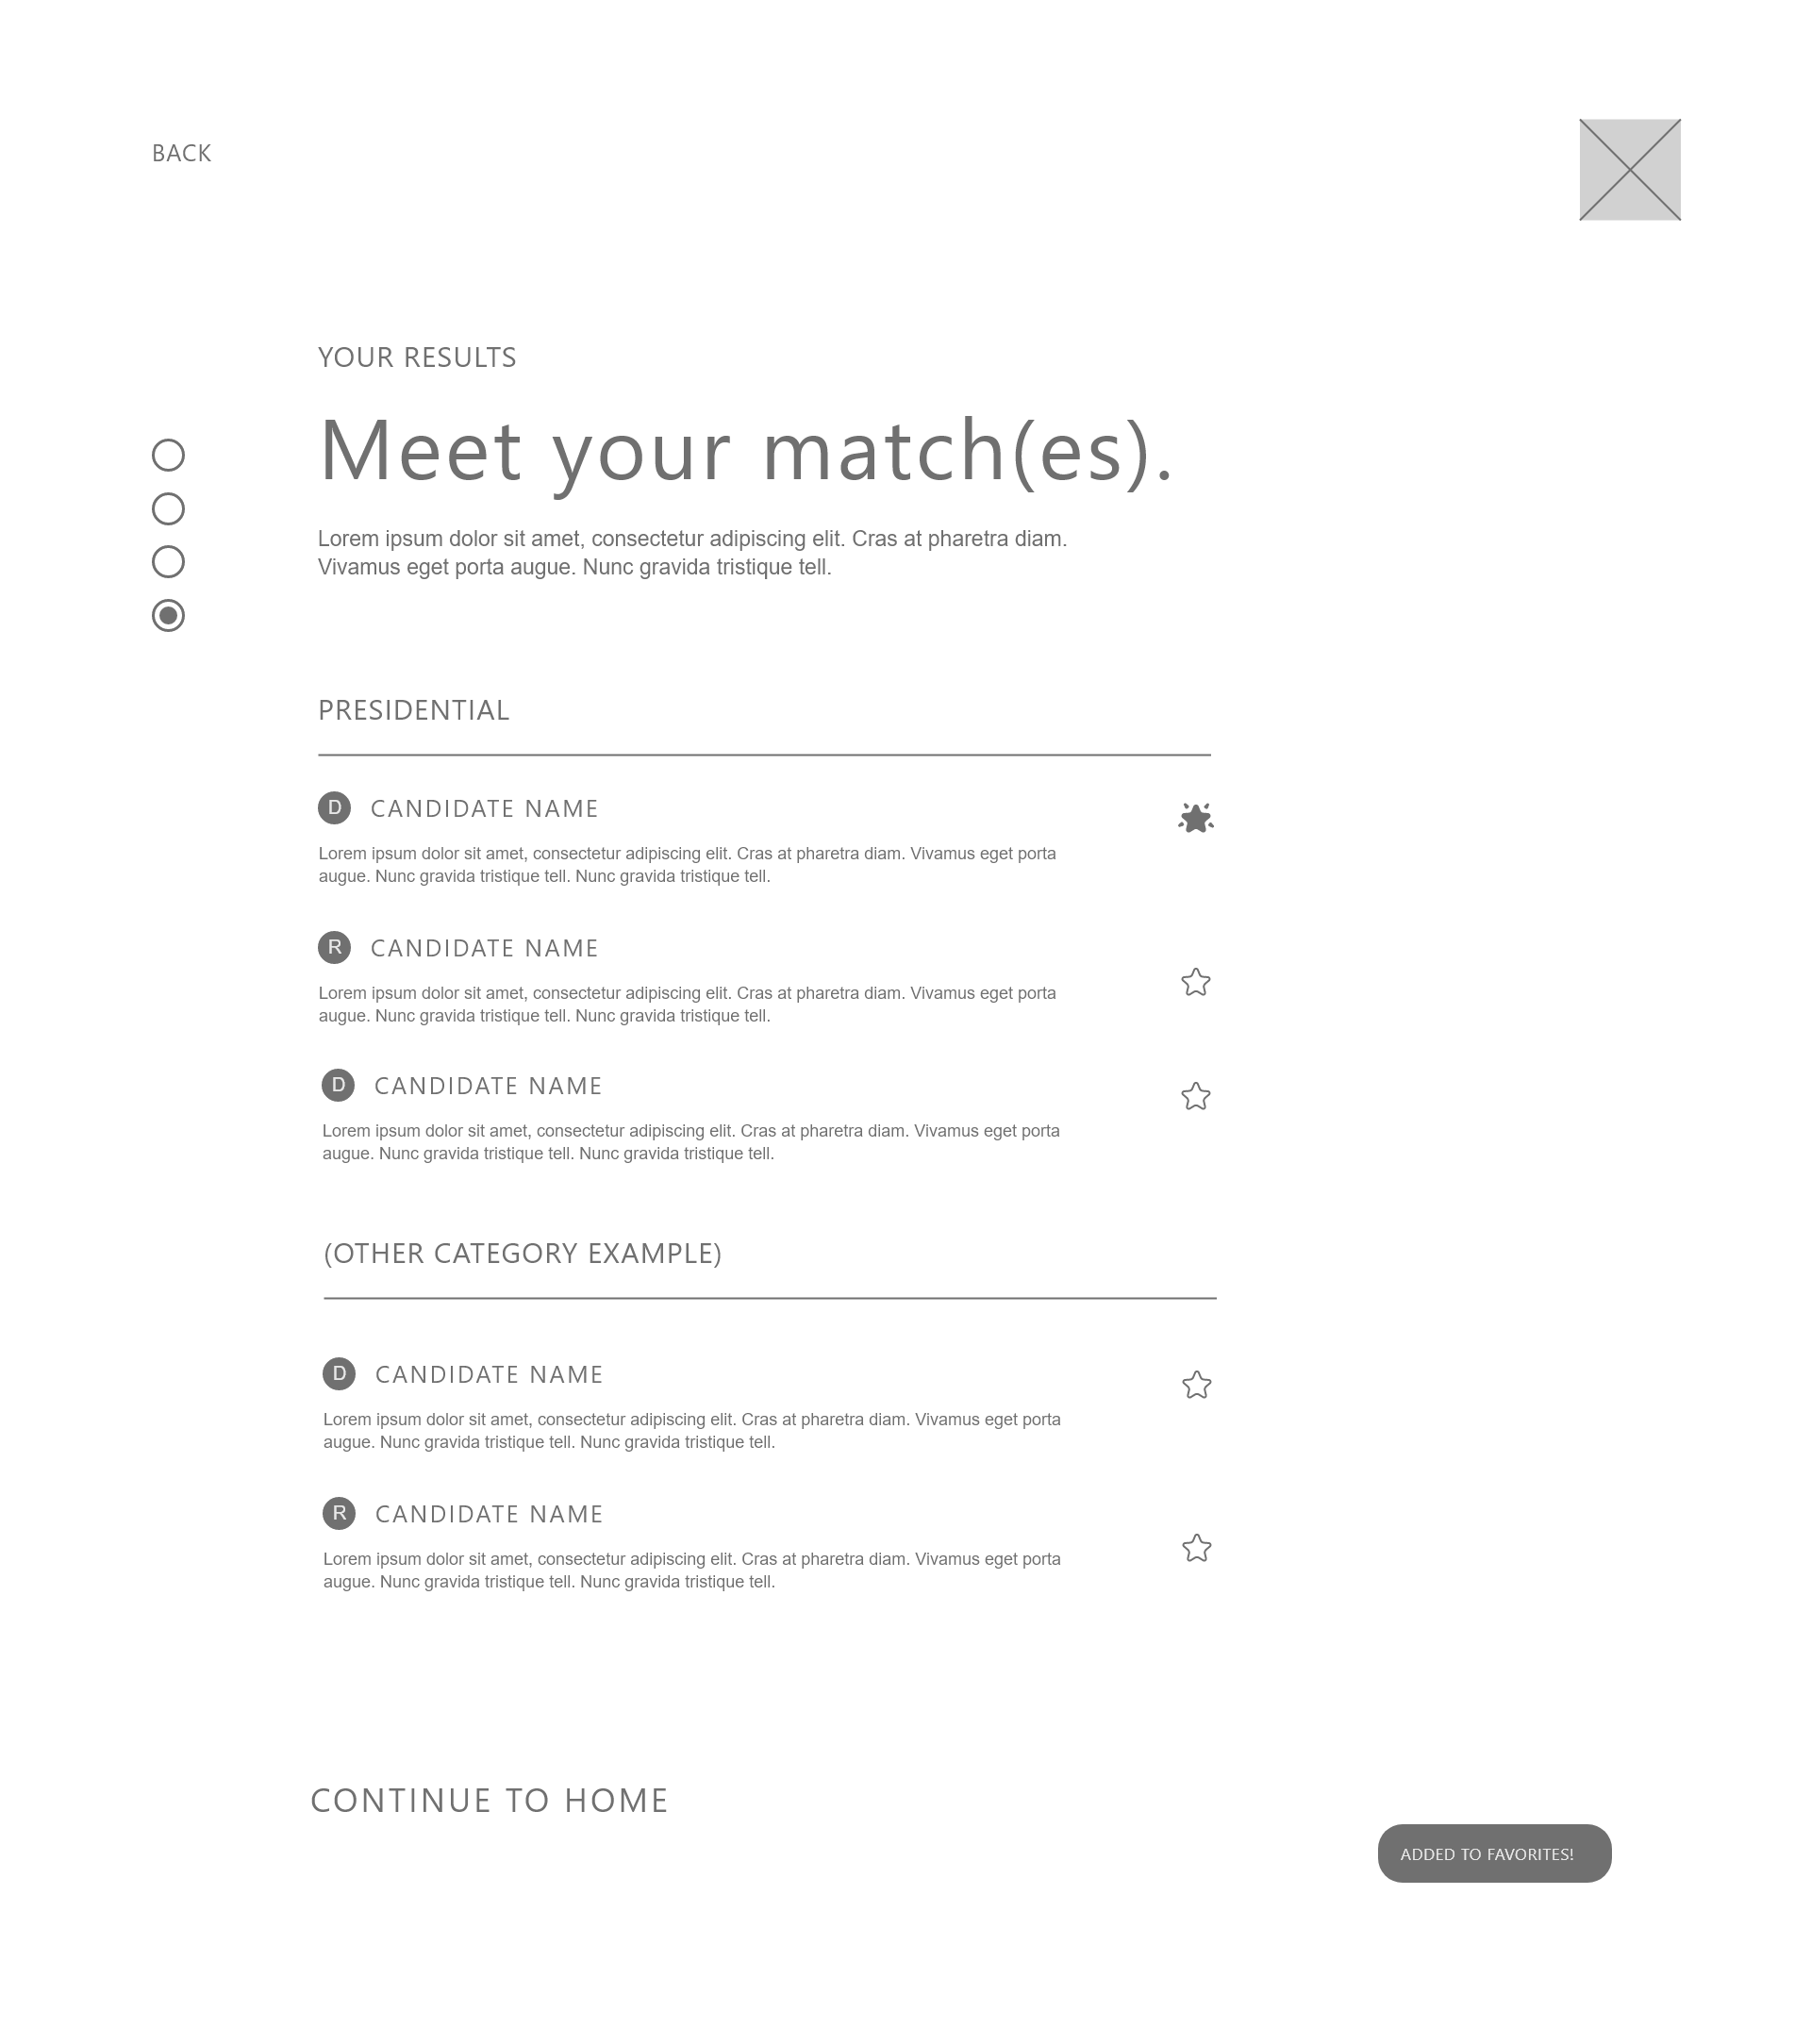 BACK
YOUR RESULTS
Meet your match(es).
Lorem ipsum dolor sit amet, consectetur adipiscing elit. Cras at pharetra diam.
Vivamus eget porta augue. Nunc gravida tristique tell.
PRESIDENTIAL
D CANDIDATE NAME
Lorem ipsum dolor sit amet, consectetur adipiscing elit. Cras at pharetra diam. Vivamus eget porta
augue. Nunc gravida tristique tell. Nunc gravida tristique tell.
R CANDIDATE NAME
Lorem ipsum dolor sit amet, consectetur adipiscing elit. Cras at pharetra diam. Vivamus eget porta
augue. Nunc gravida tristique tell. Nunc gravida tristique tell.
D CANDIDATE NAME
Lorem ipsum dolor sit amet, consectetur adipiscing elit. Cras at pharetra diam. Vivamus eget porta
augue. Nunc gravida tristique tell. Nunc gravida tristique tell.
(OTHER CATEGORY EXAMPLE)
D CANDIDATE NAME
Lorem ipsum dolor sit amet, consectetur adipiscing elit. Cras at pharetra diam. Vivamus eget porta
augue. Nunc gravida tristique tell. Nunc gravida tristique tell.
R CANDIDATE NAME
Lorem ipsum dolor sit amet, consectetur adipiscing elit. Cras at pharetra diam. Vivamus eget porta
augue. Nunc gravida tristique tell. Nunc gravida tristique tell.
CONTINUE TO HOME
ADDED TO FAVORITES!